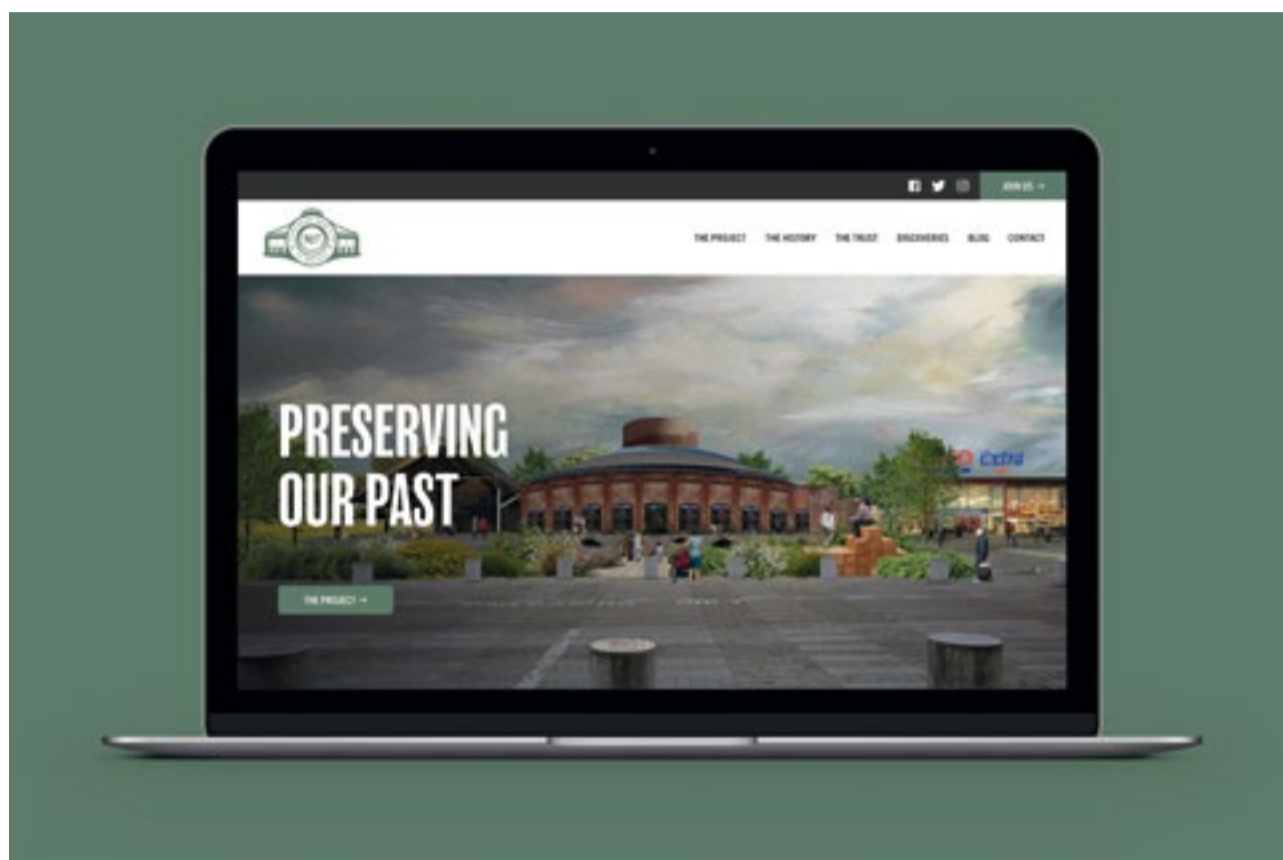 JOIN US →
THE PROJECT THE HISTORY THE TRUST DISCOVERIES BLOG CONTACT
PRESERVING
OUR PAST
Extra
THE PROJECT →